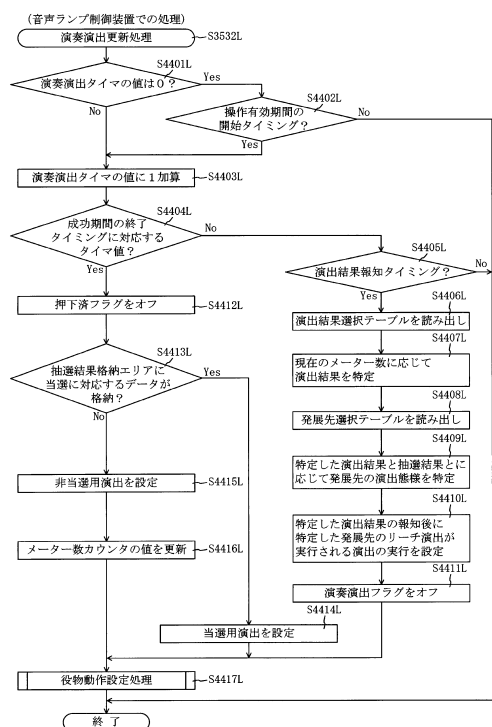 (音声ランプ制御装置での処理)
演奏演出更新処理
S3532L
S4401L
演奏演出タイマの値は0?
Yes
No
S4402L
操作有効期間の
開始タイミング?
No
Yes
演奏演出タイマの値に1加算
S4403L
S4404L
成功期間の終了
タイミングに対応する
タイマ値?
No
Yes
S4405L
演出結果報知タイミング?
No
Yes
押下済フラグをオフ
S4412L
S4406L
演出結果選択テーブルを読み出し
S4407L
現在のメーター数に応じて
演出結果を特定
S4413L
抽選結果格納エリアに
当選に対応するデータが
格納?
Yes
No
S4408L
発展先選択テーブルを読み出し
S4409L
特定した演出結果と抽選結果とに
応じて発展先の演出態様を特定
非当選用演出を設定
S4415L
S4410L
特定した演出結果の報知後に
特定した発展先のリーチ演出が
実行される演出の実行を設定
メーター数カウンタの値を更新
S4416L
S4411L
演奏演出フラグをオフ
S4414L
当選用演出を設定
役物動作設定処理
S4417L
終了